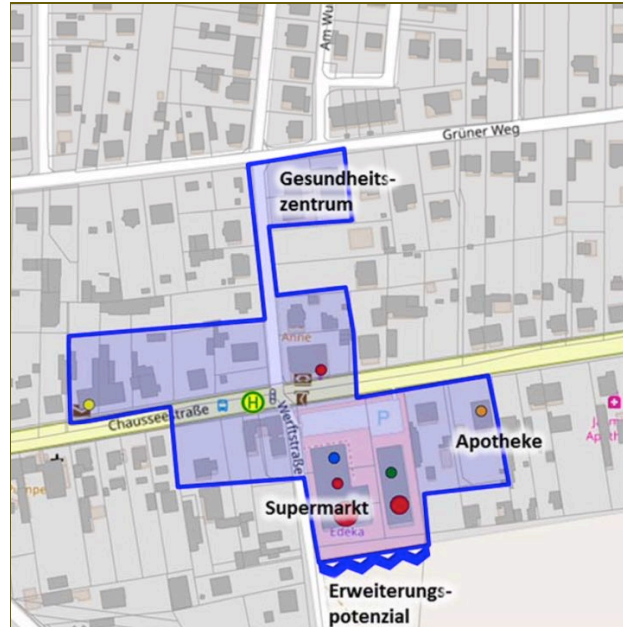 Am Wu
Grüner Weg
Gesundheits-
zentrum
Anne
H
Chausseestraße
Werftstraße
P
Apotheke
Apoth
Supermarkt
Edeka
Erweiterungs-
potenzial